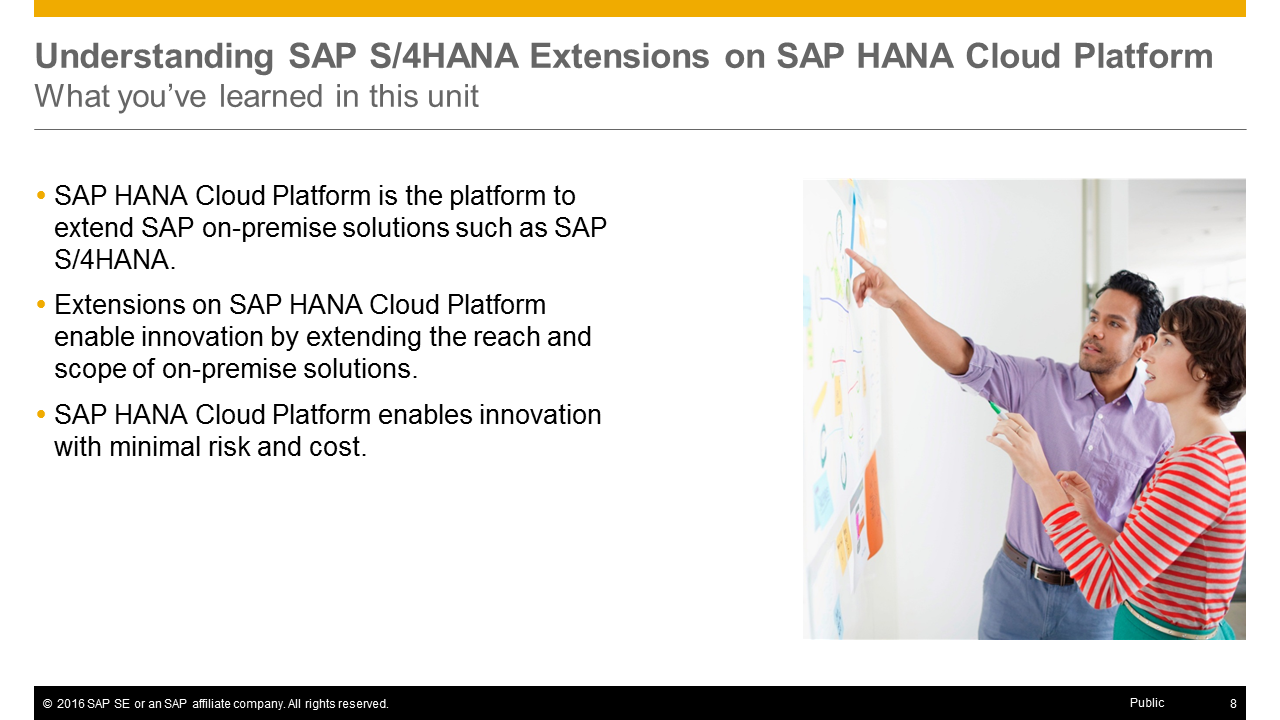 Understanding SAP S/4HANA Extensions on SAP HANA Cloud Platform
What you’ve learned in this unit
• SAP HANA Cloud Platform is the platform to
extend SAP on-premise solutions such as SAP
S/4HANA.
• Extensions on SAP HANA Cloud Platform
enable innovation by extending the reach and
scope of on-premise solutions.
• SAP HANA Cloud Platform enables innovation
with minimal risk and cost.
© 2016 SAP SE or an SAP affiliate company. All rights reserved.
Public
8